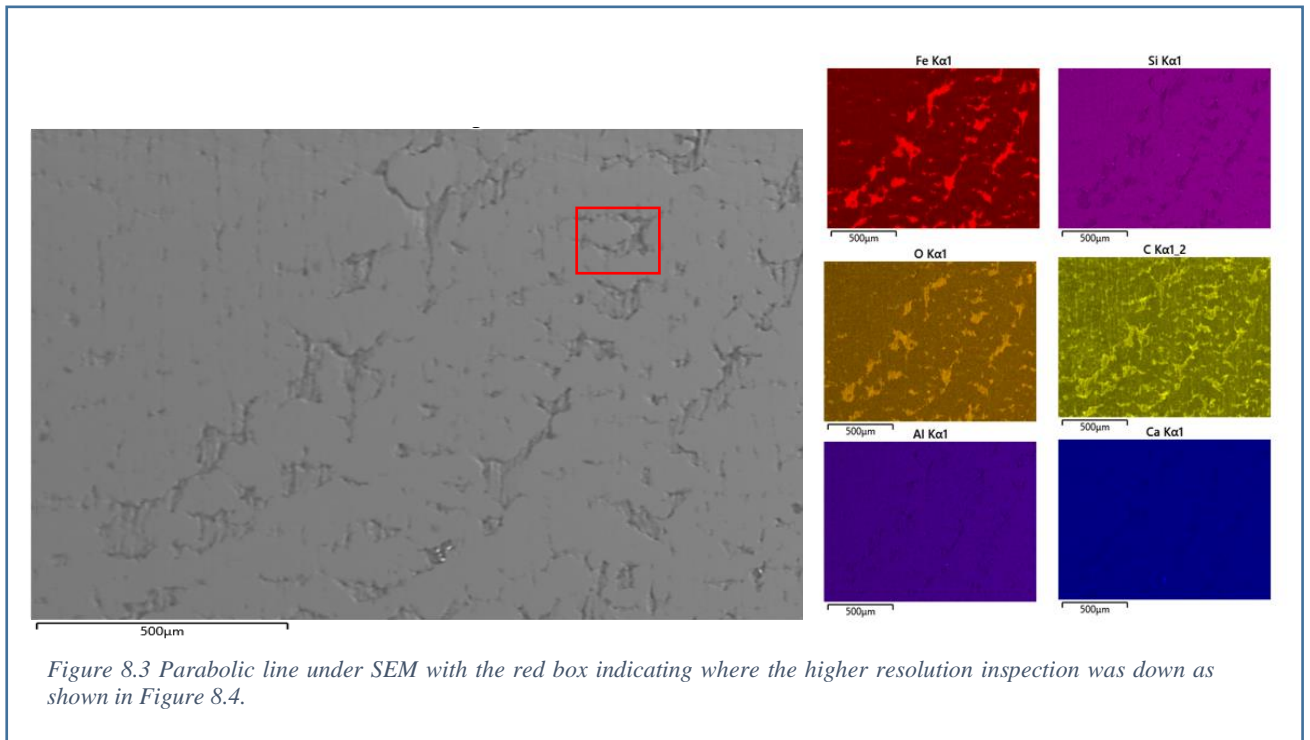 Fe Kα1
Si Kα1
500μm
500μm
O Kα1
C Kα1_2
500μm
500μm
Al Kα1
Ca Kα1
500μm
500μm
500μm
Figure 8.3 Parabolic line under SEM with the red box indicating where the higher resolution inspection was down as
shown in Figure 8.4.